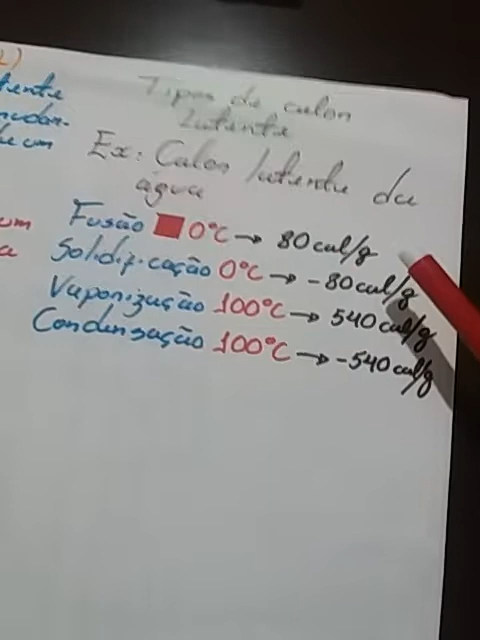 Tipos de calor
latente
Ex: Calor latente da
água
Fusão 0°C → 80 cal/g
Solidificação 0°C → -80 cal/g
Vaporização 100°C → 540 cal/g
Condensação 100°C → -540 cal/g